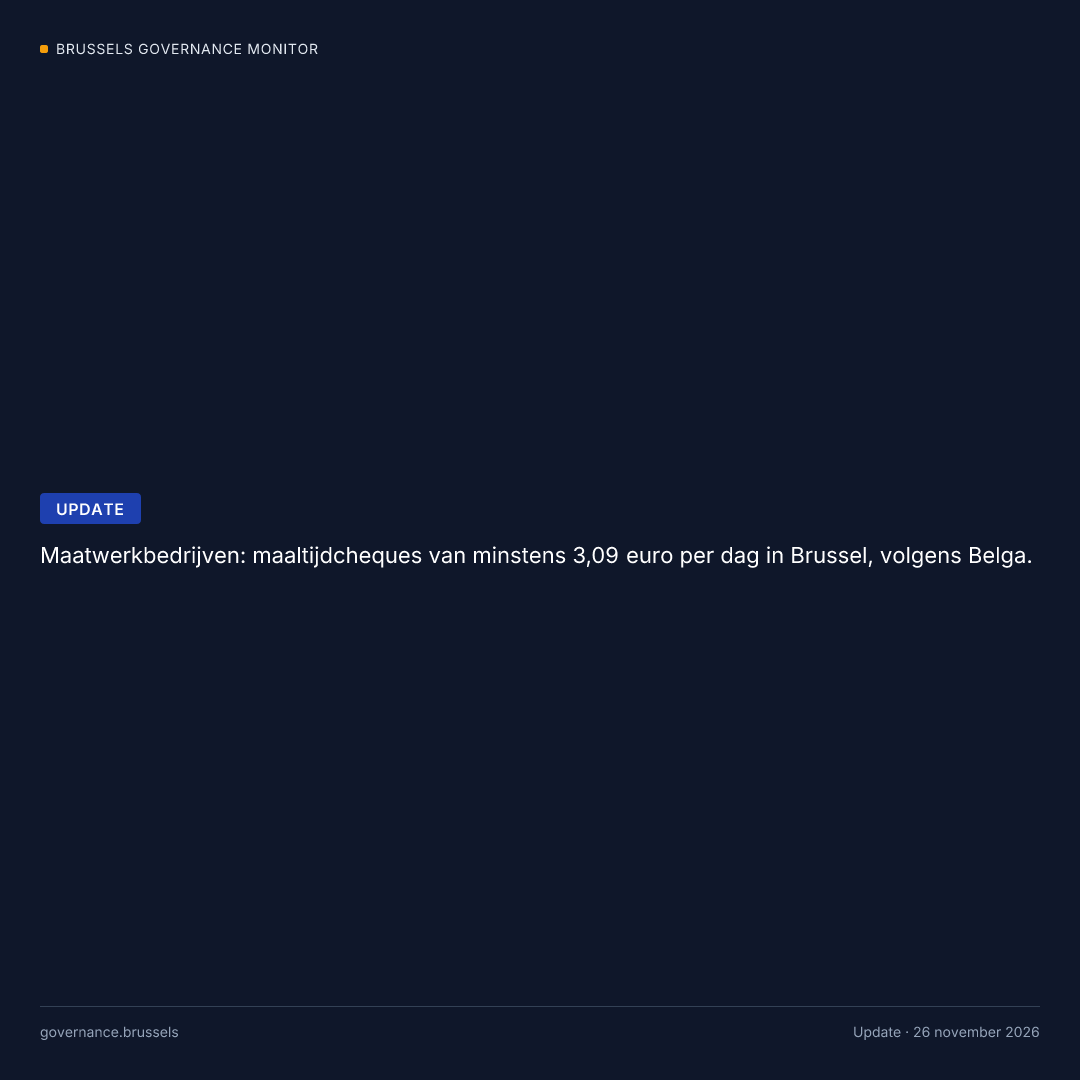 BRUSSELS GOVERNANCE MONITOR
UPDATE
Maatwerkbedrijven: maaltijdcheques van minstens 3,09 euro per dag in Brussel, volgens Belga.
governance.brussels
Update · 26 november 2026